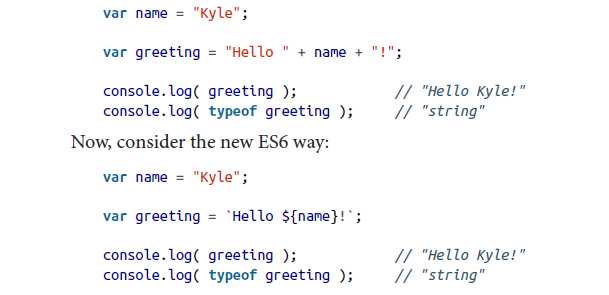 var name = "Kyle";
var greeting = "Hello " + name + "!";
console.log( greeting ); // "Hello Kyle!"
console.log( typeof greeting ); // "string"
Now, consider the new ES6 way:
var name = "Kyle";
var greeting = `Hello ${name}!`;
console.log( greeting ); // "Hello Kyle!"
console.log( typeof greeting ); // "string"